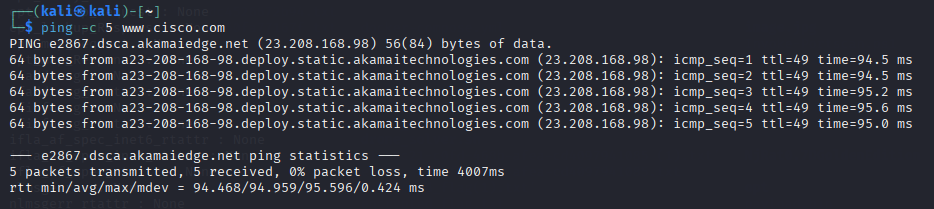 ┌──(kali㉿kali)-[~]
└─$ ping -c 5 www.cisco.com
PING e2867.dsca.akamaiedge.net (23.208.168.98) 56(84) bytes of data.
64 bytes from a23-208-168-98.deploy.static.akamaitechnologies.com (23.208.168.98): icmp_seq=1 ttl=49 time=94.5 ms
64 bytes from a23-208-168-98.deploy.static.akamaitechnologies.com (23.208.168.98): icmp_seq=2 ttl=49 time=94.5 ms
64 bytes from a23-208-168-98.deploy.static.akamaitechnologies.com (23.208.168.98): icmp_seq=3 ttl=49 time=95.2 ms
64 bytes from a23-208-168-98.deploy.static.akamaitechnologies.com (23.208.168.98): icmp_seq=4 ttl=49 time=95.6 ms
64 bytes from a23-208-168-98.deploy.static.akamaitechnologies.com (23.208.168.98): icmp_seq=5 ttl=49 time=95.0 ms
--- e2867.dsca.akamaiedge.net ping statistics ---
5 packets transmitted, 5 received, 0% packet loss, time 4007ms
rtt min/avg/max/mdev = 94.468/94.959/95.596/0.424 ms